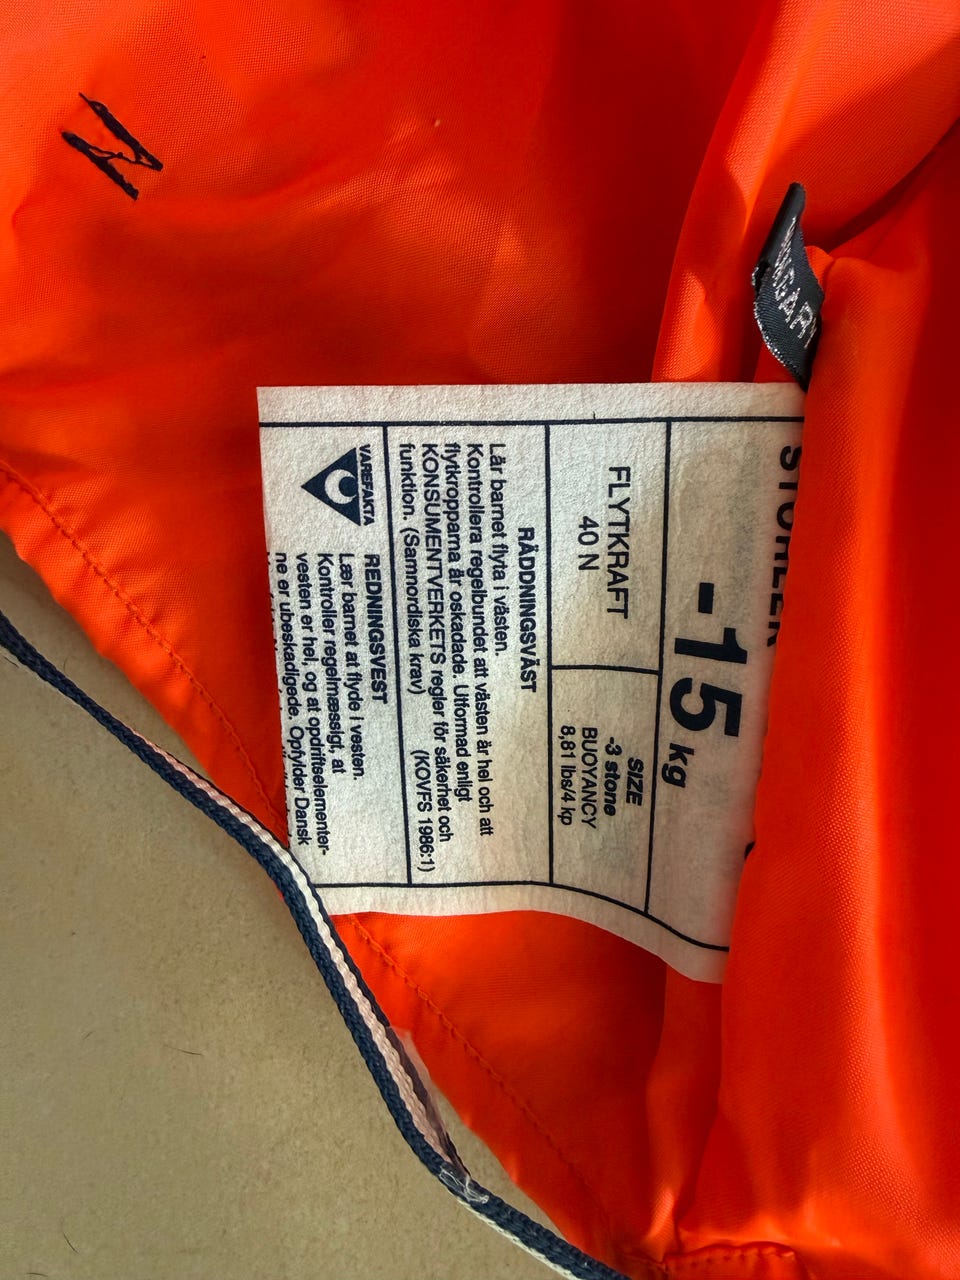 STORLEK
-15 kg
FLYTKRAFT
40 N
SIZE
-3 stone
BUOYANCY
8,81 lbs/4 kp
RÄDDNINGSVÄST
Lär barnet flyta i västen.
Kontrollera regelbundet att västen är hel och att
flytkropparna är oskadade. Utformad enligt
KONSUMENTVERKETS regler för säkerhet och
funktion. (Samnordiska krav) (KOVFS 1986:1)
VAREFAKTA
REDNINGSVEST
Lær barnet at flyde i vesten.
Kontroller regelmæssigt, at
vesten er hel, og at opdriftselementer-
ne er ubeskadigede. Opfylder Dansk